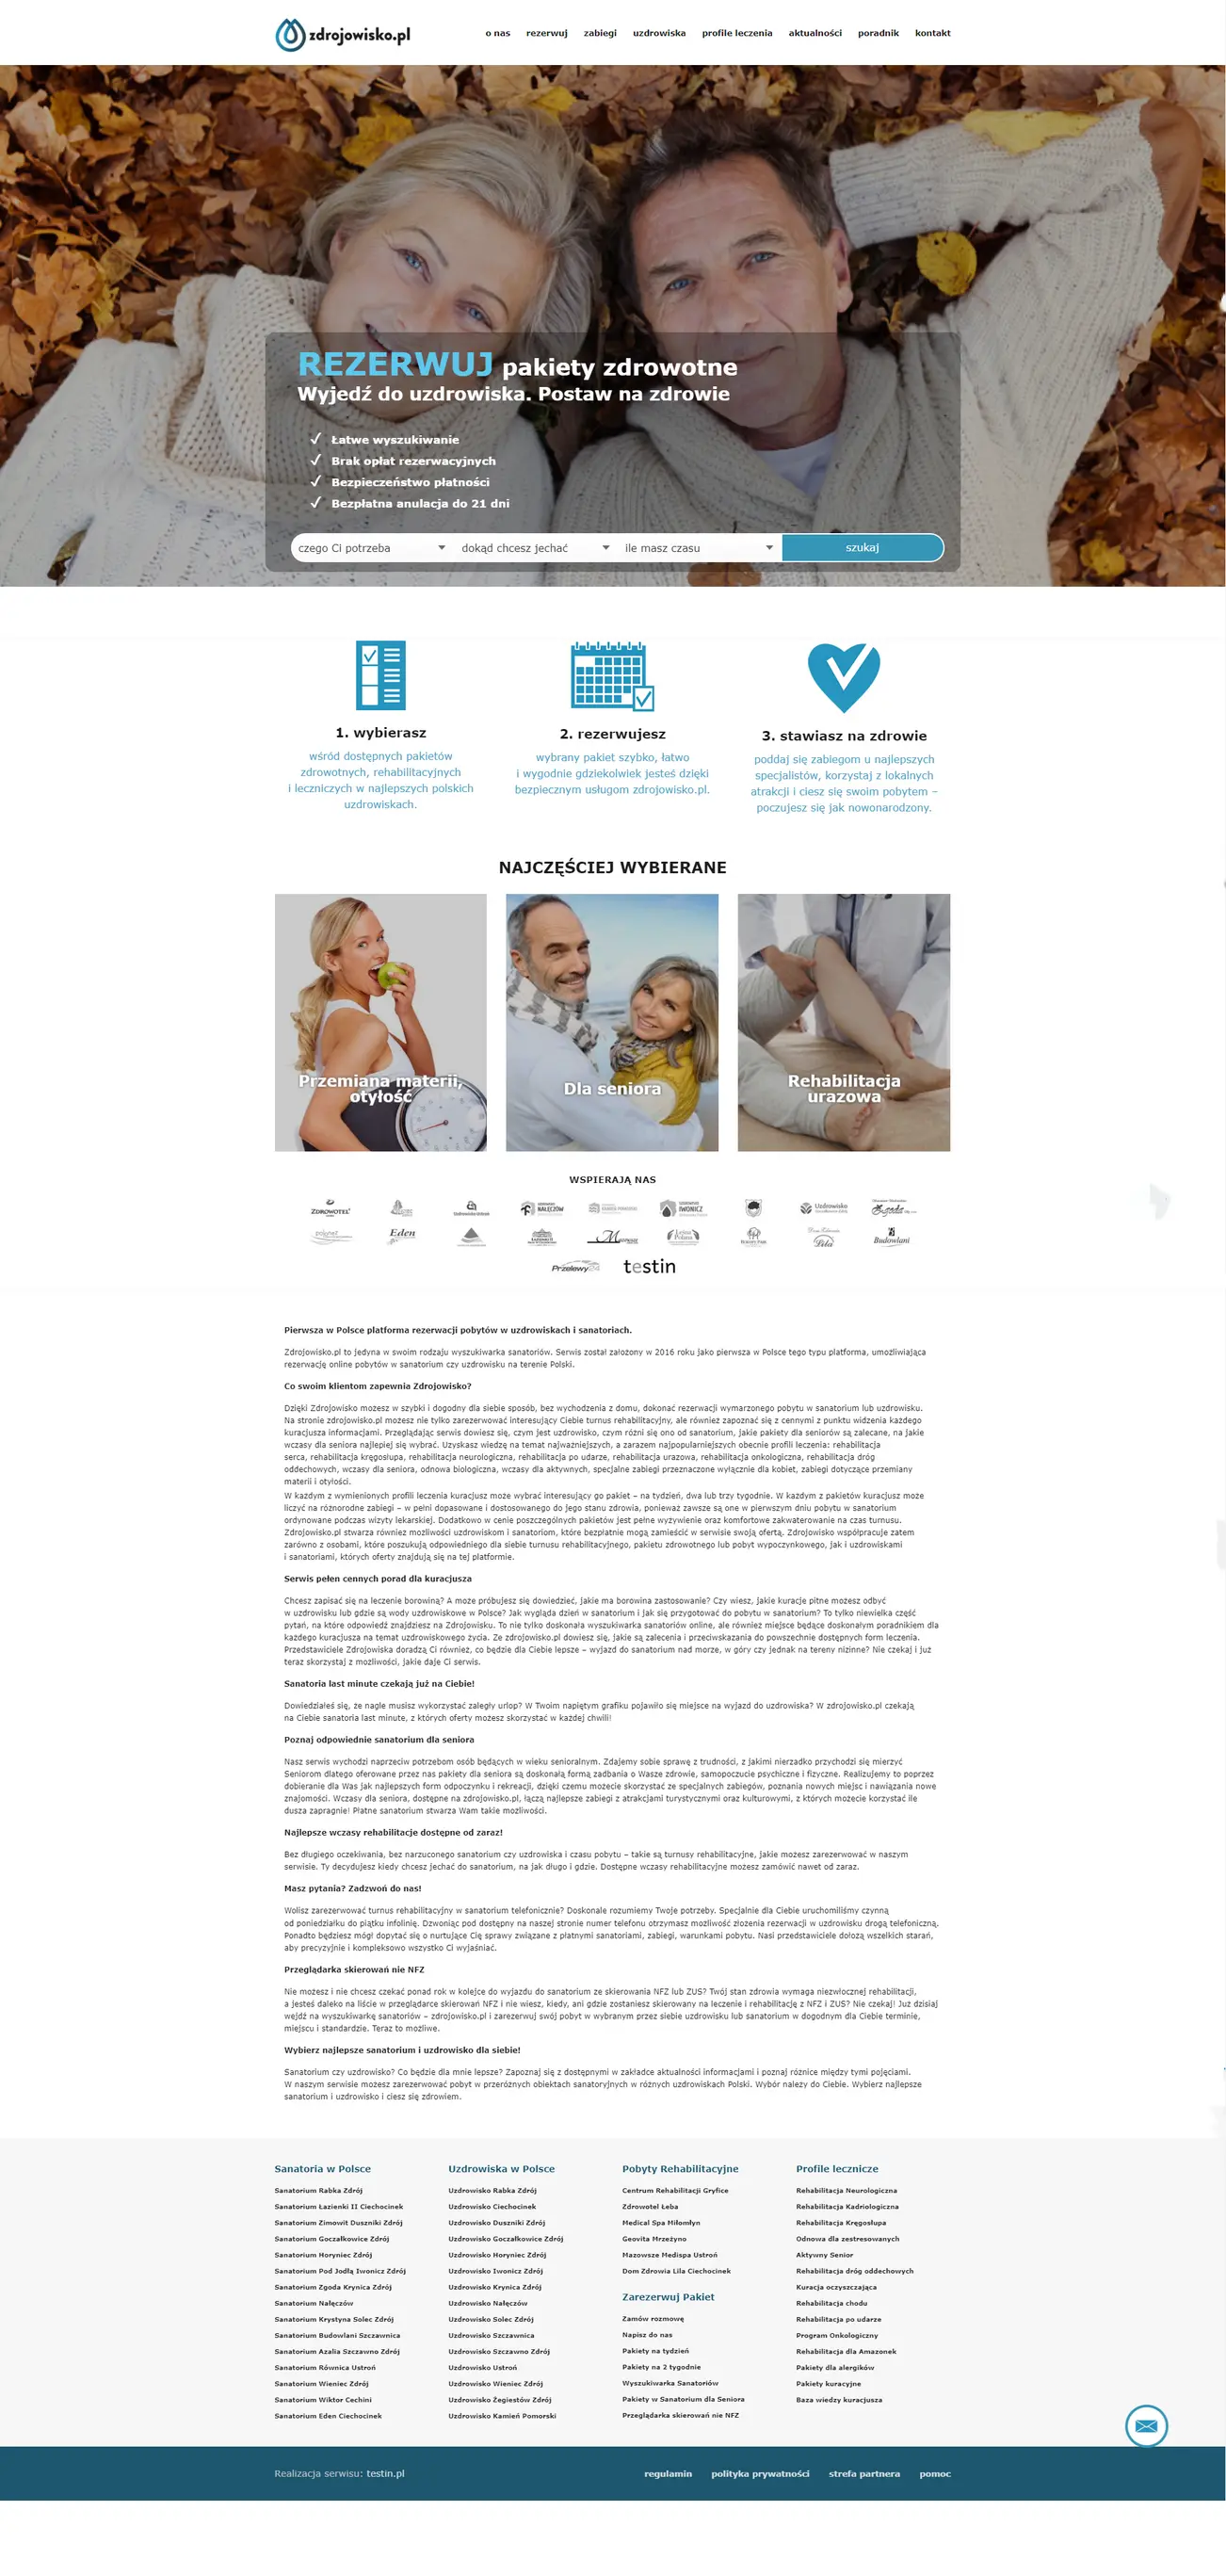 zdrojowisko.pl
o nas rezerwuj zabiegi uzdrowiska profile leczenia aktualności poradnik kontakt
REZERWUJ pakiety zdrowotne
Wyjedź do uzdrowiska. Postaw na zdrowie
Łatwe wyszukiwanie
Brak opłat rezerwacyjnych
Bezpieczeństwo płatności
Bezpłatna anulacja do 21 dni
czego Ci potrzeba dokąd chcesz jechać ile masz czasu szukaj
1. wybierasz
wśród dostępnych pakietów
zdrowotnych, rehabilitacyjnych
i leczniczych w najlepszych polskich
uzdrowiskach.
2. rezerwujesz
wybrany pakiet szybko, łatwo
i wygodnie gdziekolwiek jesteś dzięki
bezpiecznym usługom zdrojowisko.pl.
3. stawiasz na zdrowie
poddaj się zabiegom u najlepszych
specjalistów, korzystaj z lokalnych
atrakcji i ciesz się swoim pobytem –
poczujesz się jak nowonarodzony.
NAJCZĘŚCIEJ WYBIERANE
Przemiana materii,
otyłość
Dla seniora
Rehabilitacja
urazowa
WSPIERAJĄ NAS
ZDROWOTEL NAŁĘCZÓW IWONICZ Uzdrowisko Zgoda
Eden Mazowsze Lila Budowlani
Przelewy24 testin
Pierwsza w Polsce platforma rezerwacji pobytów w uzdrowiskach i sanatoriach.
Zdrojowisko.pl to jedyna w swoim rodzaju wyszukiwarka sanatoriów. Serwis został założony w 2016 roku jako pierwsza w Polsce tego typu platforma, umożliwiająca
rezerwację online pobytów w sanatorium czy uzdrowisku na terenie Polski.
Co swoim klientom zapewnia Zdrojowisko?
Dzięki Zdrojowisko możesz w szybki i dogodny dla siebie sposób, bez wychodzenia z domu, dokonać rezerwacji wymarzonego pobytu w sanatorium lub uzdrowisku.
Na stronie zdrojowisko.pl możesz nie tylko zarezerwować interesujący Ciebie turnus rehabilitacyjny, ale również zapoznać się z cennymi z punktu widzenia każdego
kuracjusza informacjami. Przeglądając serwis dowiesz się, czym jest uzdrowisko, czym różni się ono od sanatorium, jakie pakiety dla seniorów są zalecane, na jakie
wczasy dla seniora najlepiej się wybrać. Uzyskasz wiedzę na temat najważniejszych, a zarazem najpopularniejszych obecnie profili leczenia: rehabilitacja
serca, rehabilitacja kręgosłupa, rehabilitacja neurologiczna, rehabilitacja po udarze, rehabilitacja urazowa, rehabilitacja onkologiczna, rehabilitacja dróg
oddechowych, wczasy dla seniora, odnowa biologiczna, wczasy dla aktywnych, specjalne zabiegi przeznaczone wyłącznie dla kobiet, zabiegi dotyczące przemiany
materii i otyłości.
W każdym z wymienionych profili leczenia kuracjusz może wybrać interesujący go pakiet – na tydzień, dwa lub trzy tygodnie. W każdym z pakietów kuracjusz może
liczyć na różnorodne zabiegi – w pełni dopasowane i dostosowanego do jego stanu zdrowia, ponieważ zawsze są one w pierwszym dniu pobytu w sanatorium
ordynowane podczas wizyty lekarskiej. Dodatkowo w cenie poszczególnych pakietów jest pełne wyżywienie oraz komfortowe zakwaterowanie na czas turnusu.
Zdrojowisko.pl stwarza również możliwości uzdrowiskom i sanatoriom, które bezpłatnie mogą zamieścić w serwisie swoją ofertą. Zdrojowisko współpracuje zatem
zarówno z osobami, które poszukują odpowiedniego dla siebie turnusu rehabilitacyjnego, pakietu zdrowotnego lub pobyt wypoczynkowego, jak i uzdrowiskami
i sanatoriami, których oferty znajdują się na tej platformie.
Serwis pełen cennych porad dla kuracjusza
Chcesz zapisać się na leczenie borowiną? A może próbujesz się dowiedzieć, jakie ma borowina zastosowanie? Czy wiesz, jakie kuracje pitne możesz odbyć
w uzdrowisku lub gdzie są wody uzdrowiskowe w Polsce? Jak wygląda dzień w sanatorium i jak się przygotować do pobytu w sanatorium? To tylko niewielka część
pytań, na które odpowiedź znajdziesz na Zdrojowisku. To nie tylko doskonała wyszukiwarka sanatoriów online, ale również miejsce będące doskonałym poradnikiem dla
każdego kuracjusza na temat uzdrowiskowego życia. Ze zdrojowisko.pl dowiesz się, jakie są zalecenia i przeciwskazania do powszechnie dostępnych form leczenia.
Przedstawiciele Zdrojowiska doradzą Ci również, co będzie dla Ciebie lepsze – wyjazd do sanatorium nad morze, w góry czy jednak na tereny nizinne? Nie czekaj i już
teraz skorzystaj z możliwości, jakie daje Ci serwis.
Sanatoria last minute czekają już na Ciebie!
Dowiedziałeś się, że nagle musisz wykorzystać zaległy urlop? W Twoim napiętym grafiku pojawiło się miejsce na wyjazd do uzdrowiska? W zdrojowisko.pl czekają
na Ciebie sanatoria last minute, z których oferty możesz skorzystać w każdej chwili!
Poznaj odpowiednie sanatorium dla seniora
Nasz serwis wychodzi naprzeciw potrzebom osób będących w wieku senioralnym. Zdajemy sobie sprawę z trudności, z jakimi nierzadko przychodzi się mierzyć
Seniorom dlatego oferowane przez nas pakiety dla seniora są doskonałą formą zadbania o Wasze zdrowie, samopoczucie psychiczne i fizyczne. Realizujemy to poprzez
dobieranie dla Was jak najlepszych form odpoczynku i rekreacji, dzięki czemu możecie skorzystać ze specjalnych zabiegów, poznania nowych miejsc i nawiązania nowe
znajomości. Wczasy dla seniora, dostępne na zdrojowisko.pl, łączą najlepsze zabiegi z atrakcjami turystycznymi oraz kulturowymi, z których możecie korzystać ile
dusza zapragnie! Płatne sanatorium stwarza Wam takie możliwości.
Najlepsze wczasy rehabilitacje dostępne od zaraz!
Bez długiego oczekiwania, bez narzuconego sanatorium czy uzdrowiska i czasu pobytu – takie są turnusy rehabilitacyjne, jakie możesz zarezerwować w naszym
serwisie. Ty decydujesz kiedy chcesz jechać do sanatorium, na jak długo i gdzie. Dostępne wczasy rehabilitacyjne możesz zamówić nawet od zaraz.
Masz pytania? Zadzwoń do nas!
Wolisz zarezerwować turnus rehabilitacyjny w sanatorium telefonicznie? Doskonale rozumiemy Twoje potrzeby. Specjalnie dla Ciebie uruchomiliśmy czynną
od poniedziałku do piątku infolinię. Dzwoniąc pod dostępny na naszej stronie numer telefonu otrzymasz możliwość złożenia rezerwacji w uzdrowisku drogą telefoniczną.
Ponadto będziesz mógł dopytać się o nurtujące Cię sprawy związane z płatnymi sanatoriami, zabiegi, warunkami pobytu. Nasi przedstawiciele dołożą wszelkich starań,
aby precyzyjnie i kompleksowo wszystko Ci wyjaśniać.
Przeglądarka skierowań nie NFZ
Nie możesz i nie chcesz czekać ponad rok w kolejce do wyjazdu do sanatorium ze skierowania NFZ lub ZUS? Twój stan zdrowia wymaga niezwłocznej rehabilitacji,
a jesteś daleko na liście w przeglądarce skierowań NFZ i nie wiesz, kiedy, ani gdzie zostaniesz skierowany na leczenie i rehabilitację z NFZ i ZUS? Nie czekaj! Już dzisiaj
wejdź na wyszukiwarkę sanatoriów – zdrojowisko.pl i zarezerwuj swój pobyt w wybranym przez siebie uzdrowisku lub sanatorium w dogodnym dla Ciebie terminie,
miejscu i standardzie. Teraz to możliwe.
Wybierz najlepsze sanatorium i uzdrowisko dla siebie!
Sanatorium czy uzdrowisko? Co będzie dla mnie lepsze? Zapoznaj się z dostępnymi w zakładce aktualności informacjami i poznaj różnice między tymi pojęciami.
W naszym serwisie możesz zarezerwować pobyt w przeróżnych obiektach sanatoryjnych w różnych uzdrowiskach Polski. Wybór należy do Ciebie. Wybierz najlepsze
sanatorium i uzdrowisko i ciesz się zdrowiem.
Sanatoria w Polsce
Sanatorium Rabka Zdrój
Sanatorium Łazienki II Ciechocinek
Sanatorium Zimowit Duszniki Zdrój
Sanatorium Goczałkowice Zdrój
Sanatorium Horyniec Zdrój
Sanatorium Pod Jodłą Iwonicz Zdrój
Sanatorium Zgoda Krynica Zdrój
Sanatorium Nałęczów
Sanatorium Krystyna Solec Zdrój
Sanatorium Budowlani Szczawnica
Sanatorium Azalia Szczawno Zdrój
Sanatorium Równica Ustroń
Sanatorium Wieniec Zdrój
Sanatorium Wiktor Cechini
Sanatorium Eden Ciechocinek
Uzdrowiska w Polsce
Uzdrowisko Rabka Zdrój
Uzdrowisko Ciechocinek
Uzdrowisko Duszniki Zdrój
Uzdrowisko Goczałkowice Zdrój
Uzdrowisko Horyniec Zdrój
Uzdrowisko Iwonicz Zdrój
Uzdrowisko Krynica Zdrój
Uzdrowisko Nałęczów
Uzdrowisko Solec Zdrój
Uzdrowisko Szczawnica
Uzdrowisko Szczawno Zdrój
Uzdrowisko Ustroń
Uzdrowisko Wieniec Zdrój
Uzdrowisko Żegiestów Zdrój
Uzdrowisko Kamień Pomorski
Pobyty Rehabilitacyjne
Centrum Rehabilitacji Gryfice
Zdrowotel Łeba
Medical Spa Miłomłyn
Geovita Mrzeżyno
Mazowsze Medispa Ustroń
Dom Zdrowia Lila Ciechocinek
Zarezerwuj Pakiet
Zamów rozmowę
Napisz do nas
Pakiety na tydzień
Pakiety na 2 tygodnie
Wyszukiwarka Sanatoriów
Pakiety w Sanatorium dla Seniora
Przeglądarka skierowań nie NFZ
Profile lecznicze
Rehabilitacja Neurologiczna
Rehabilitacja Kadriologiczna
Rehabilitacja Kręgosłupa
Odnowa dla zestresowanych
Aktywny Senior
Rehabilitacja dróg oddechowych
Kuracja oczyszczająca
Rehabilitacja chodu
Rehabilitacja po udarze
Program Onkologiczny
Rehabilitacja dla Amazonek
Pakiety dla alergików
Pakiety kuracyjne
Baza wiedzy kuracjusza
Realizacja serwisu: testin.pl
regulamin polityka prywatności strefa partnera pomoc